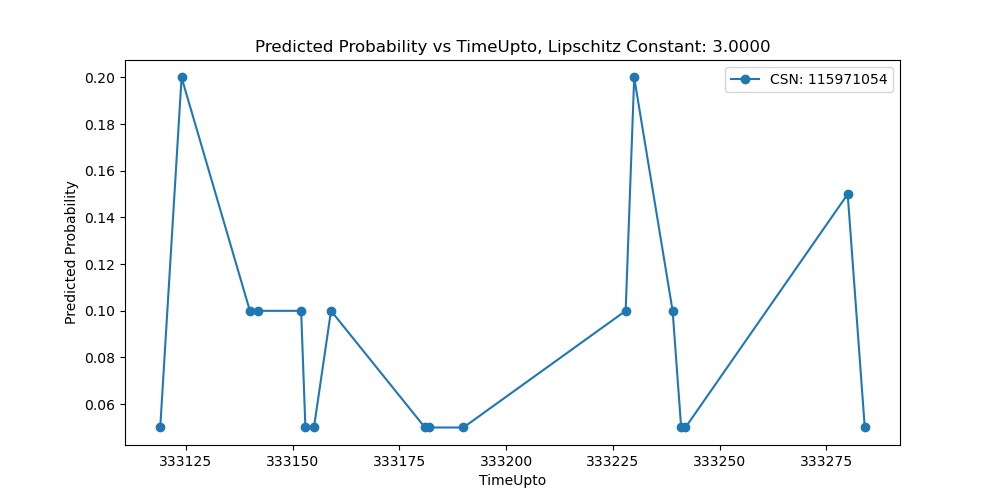 Predicted Probability vs TimeUpto, Lipschitz Constant: 3.0000
CSN: 115971054
Predicted Probability
0.20
0.18
0.16
0.14
0.12
0.10
0.08
0.06
333125 333150 333175 333200 333225 333250 333275
TimeUpto